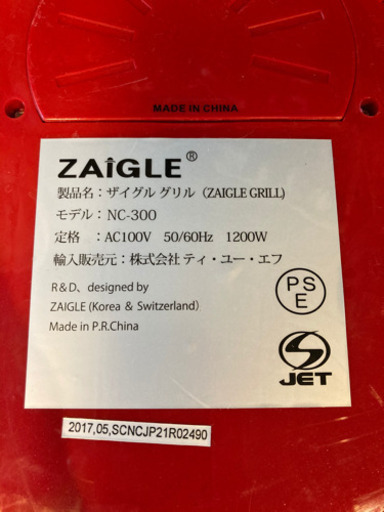 MADE IN CHINA
ZAiGLE®
製品名：ザイグル グリル（ZAIGLE GRILL)
モデル：NC-300
定格　：AC100V　50/60Hz　1200W
輸入販売元：株式会社 ティ・ユー・エフ
R&D、designed by
ZAIGLE (Korea & Switzerland）
Made in P.R.China
PS
E
S
JET
2017,05,SCNCJP21R02490